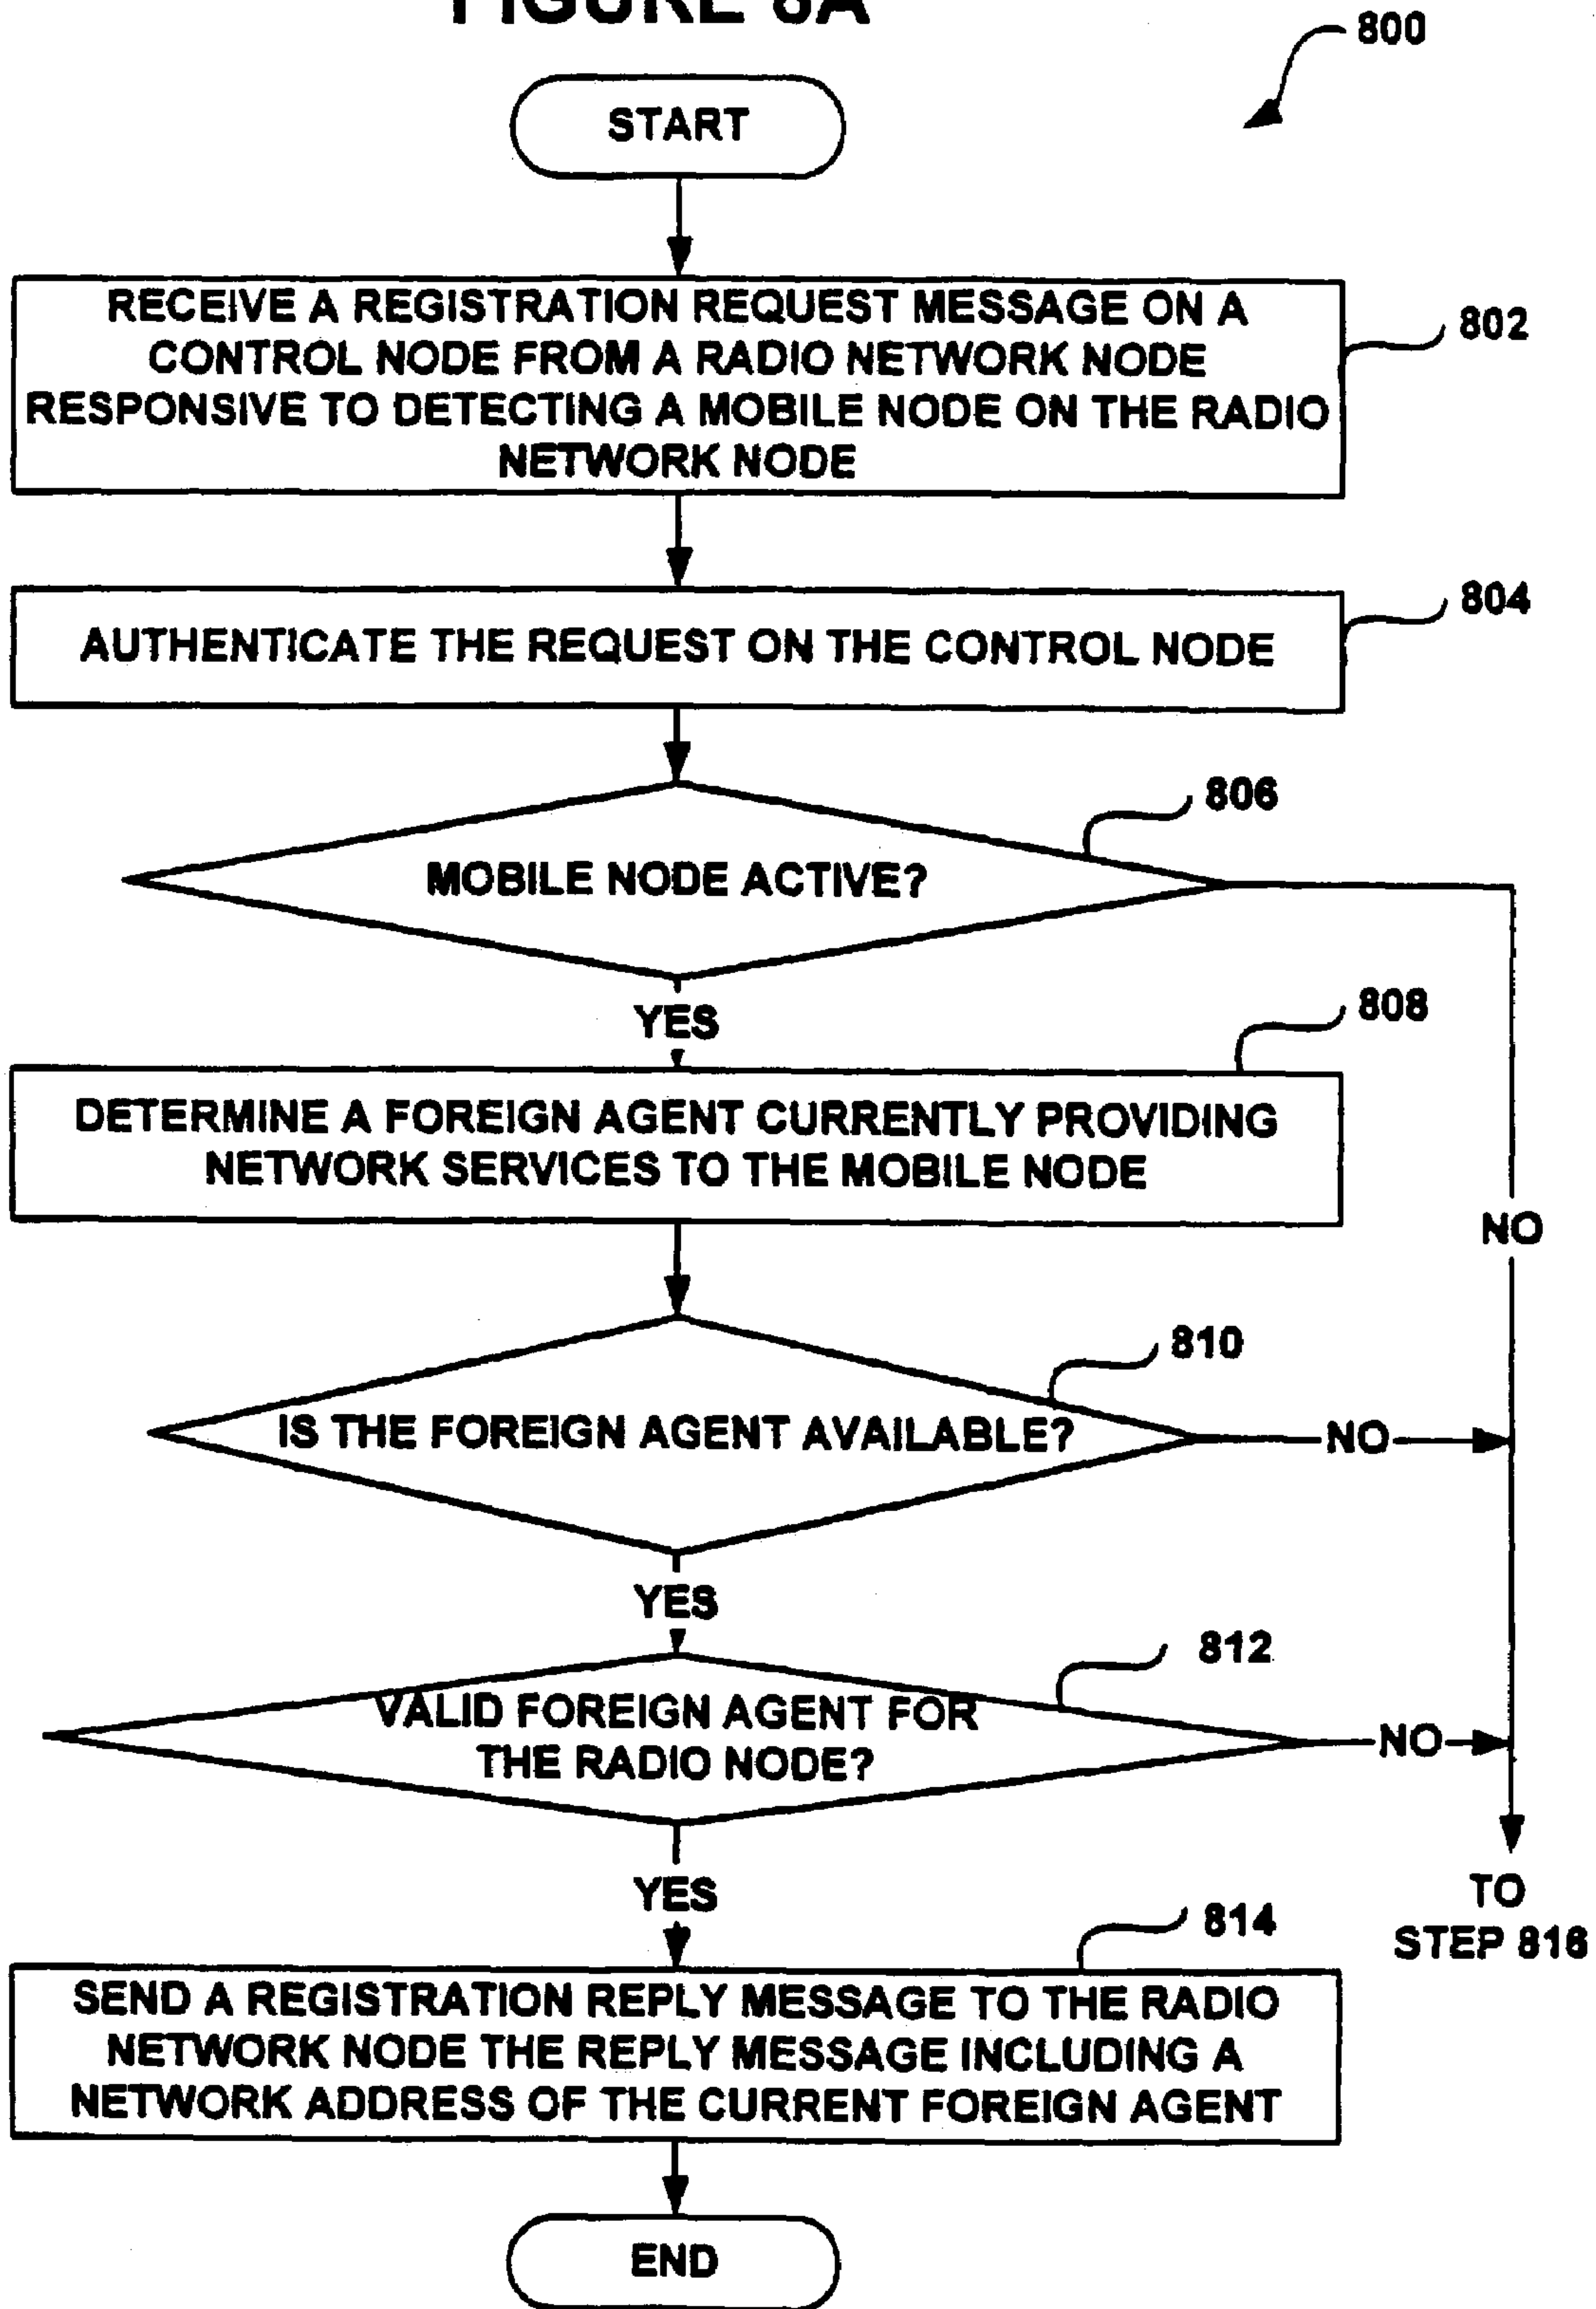 FIGURE 8A
800
START
RECEIVE A REGISTRATION REQUEST MESSAGE ON A
CONTROL NODE FROM A RADIO NETWORK NODE
RESPONSIVE TO DETECTING A MOBILE NODE ON THE RADIO
NETWORK NODE
802
AUTHENTICATE THE REQUEST ON THE CONTROL NODE
804
MOBILE NODE ACTIVE?
806
YES
808
DETERMINE A FOREIGN AGENT CURRENTLY PROVIDING
NETWORK SERVICES TO THE MOBILE NODE
NO
810
IS THE FOREIGN AGENT AVAILABLE?
NO
YES
812
VALID FOREIGN AGENT FOR
THE RADIO NODE?
NO
YES
TO
STEP 816
814
SEND A REGISTRATION REPLY MESSAGE TO THE RADIO
NETWORK NODE THE REPLY MESSAGE INCLUDING A
NETWORK ADDRESS OF THE CURRENT FOREIGN AGENT
END